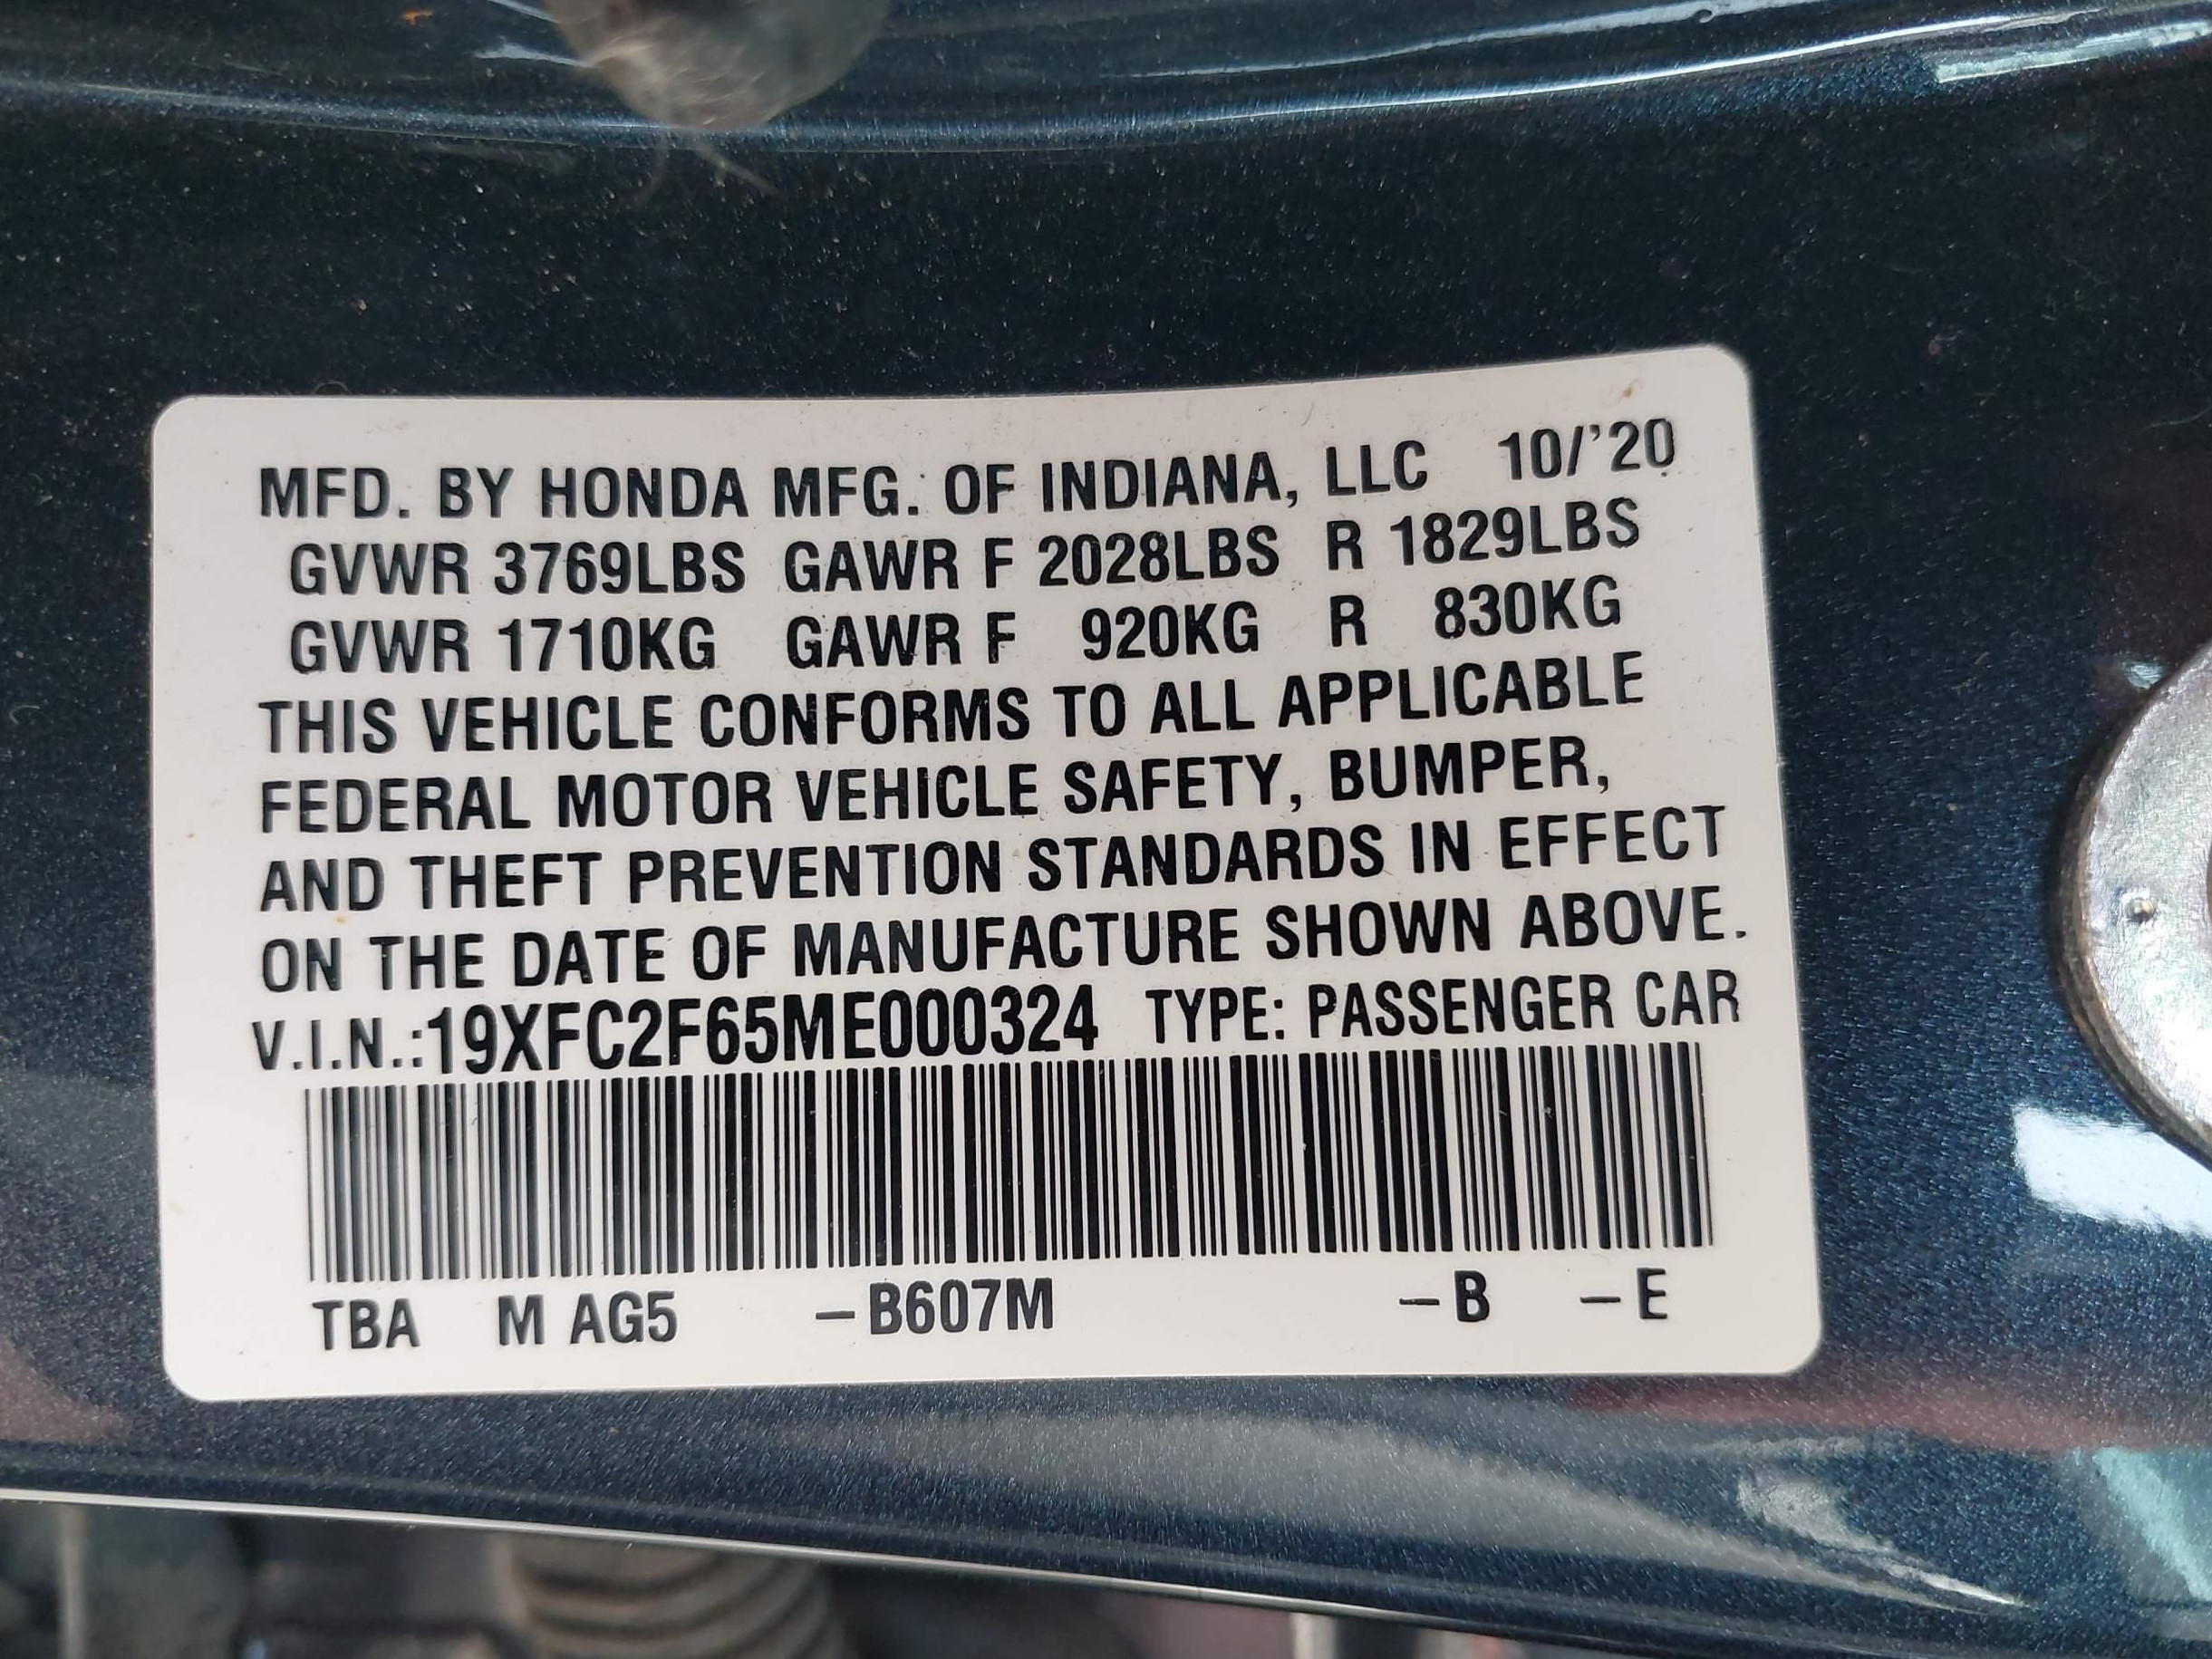 MFD. BY HONDA MFG. OF INDIANA, LLC 10/'20
GVWR 3769LBS GAWR F 2028LBS R 1829LBS
GVWR 1710KG GAWR F 920KG R 830KG
THIS VEHICLE CONFORMS TO ALL APPLICABLE
FEDERAL MOTOR VEHICLE SAFETY, BUMPER,
AND THEFT PREVENTION STANDARDS IN EFFECT
ON THE DATE OF MANUFACTURE SHOWN ABOVE.
V.I.N.:19XFC2F65ME000324 TYPE: PASSENGER CAR
TBA M AG5 –B607M –B –E